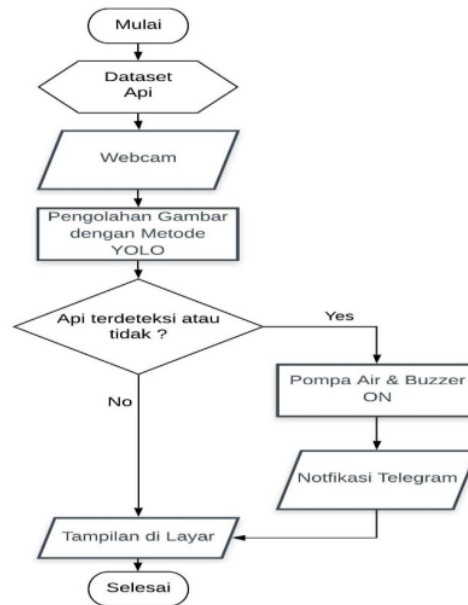 Mulai
Dataset
Api
Webcam
Pengolahan Gambar
dengan Metode
YOLO
Api terdeteksi atau
tidak ?
Yes
No
Pompa Air & Buzzer
ON
Notfikasi Telegram
Tampilan di Layar
Selesai